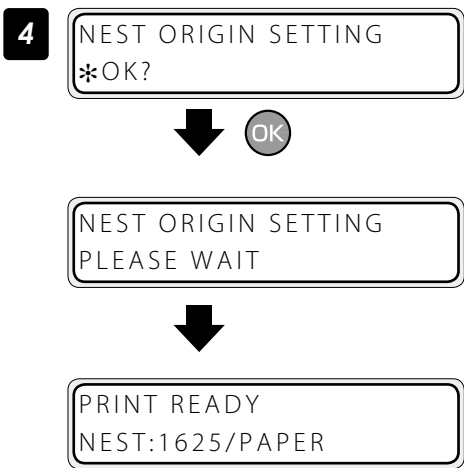 4
NEST ORIGIN SETTING
✻OK?
OK
NEST ORIGIN SETTING
PLEASE WAIT
PRINT READY
NEST:1625/PAPER